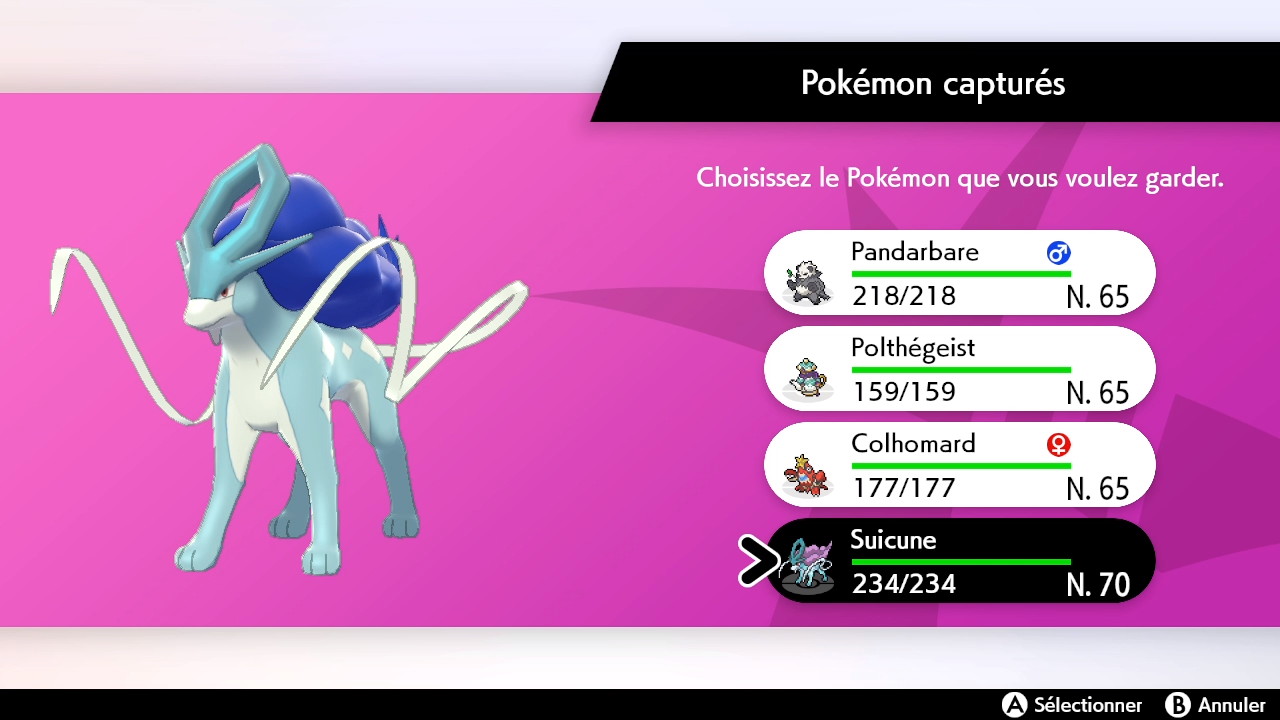 Pokémon capturés
Choisissez le Pokémon que vous voulez garder.
Pandarbare ♂
218/218 N. 65
Polthégeist
159/159 N. 65
Colhomard ♀
177/177 N. 65
Suicune
234/234 N. 70
A Sélectionner B Annuler